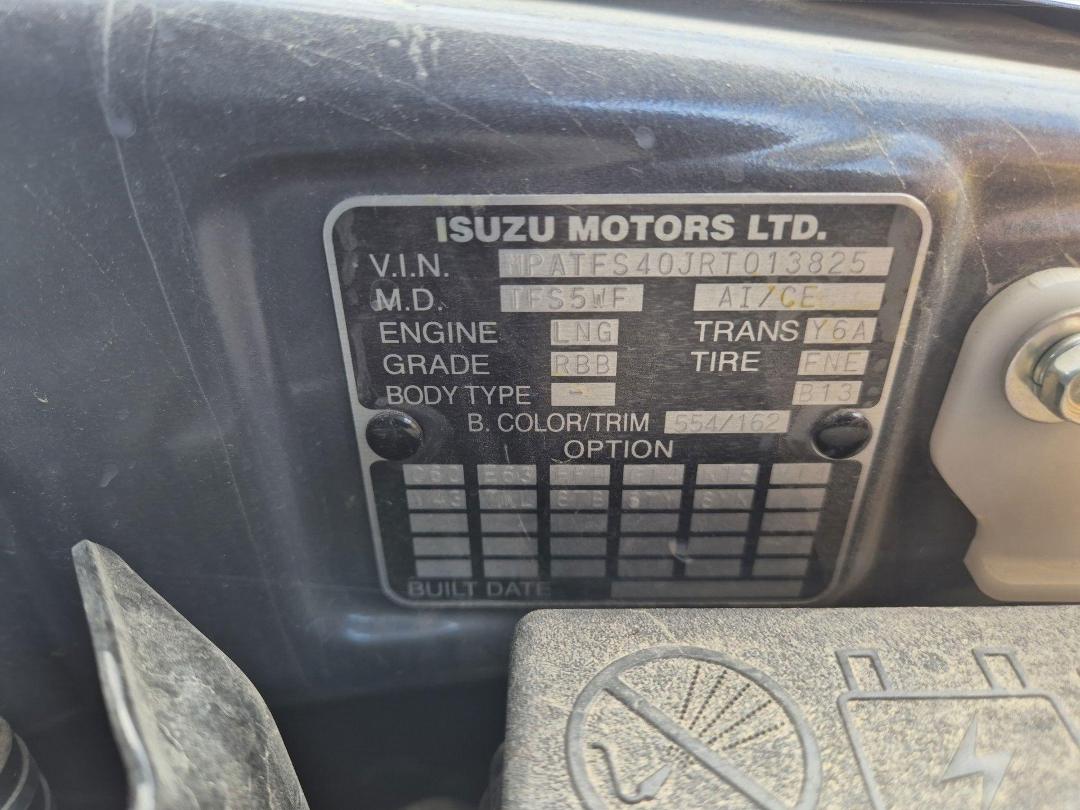 ISUZU MOTORS LTD.
V.I.N. MPATFS40JRT013825
M.D. TFS5WF AI/CE
ENGINE LNG TRANS Y6A
GRADE RBB TIRE FNE
BODY TYPE - B13
B. COLOR/TRIM 554/162
OPTION
BUILT DATE